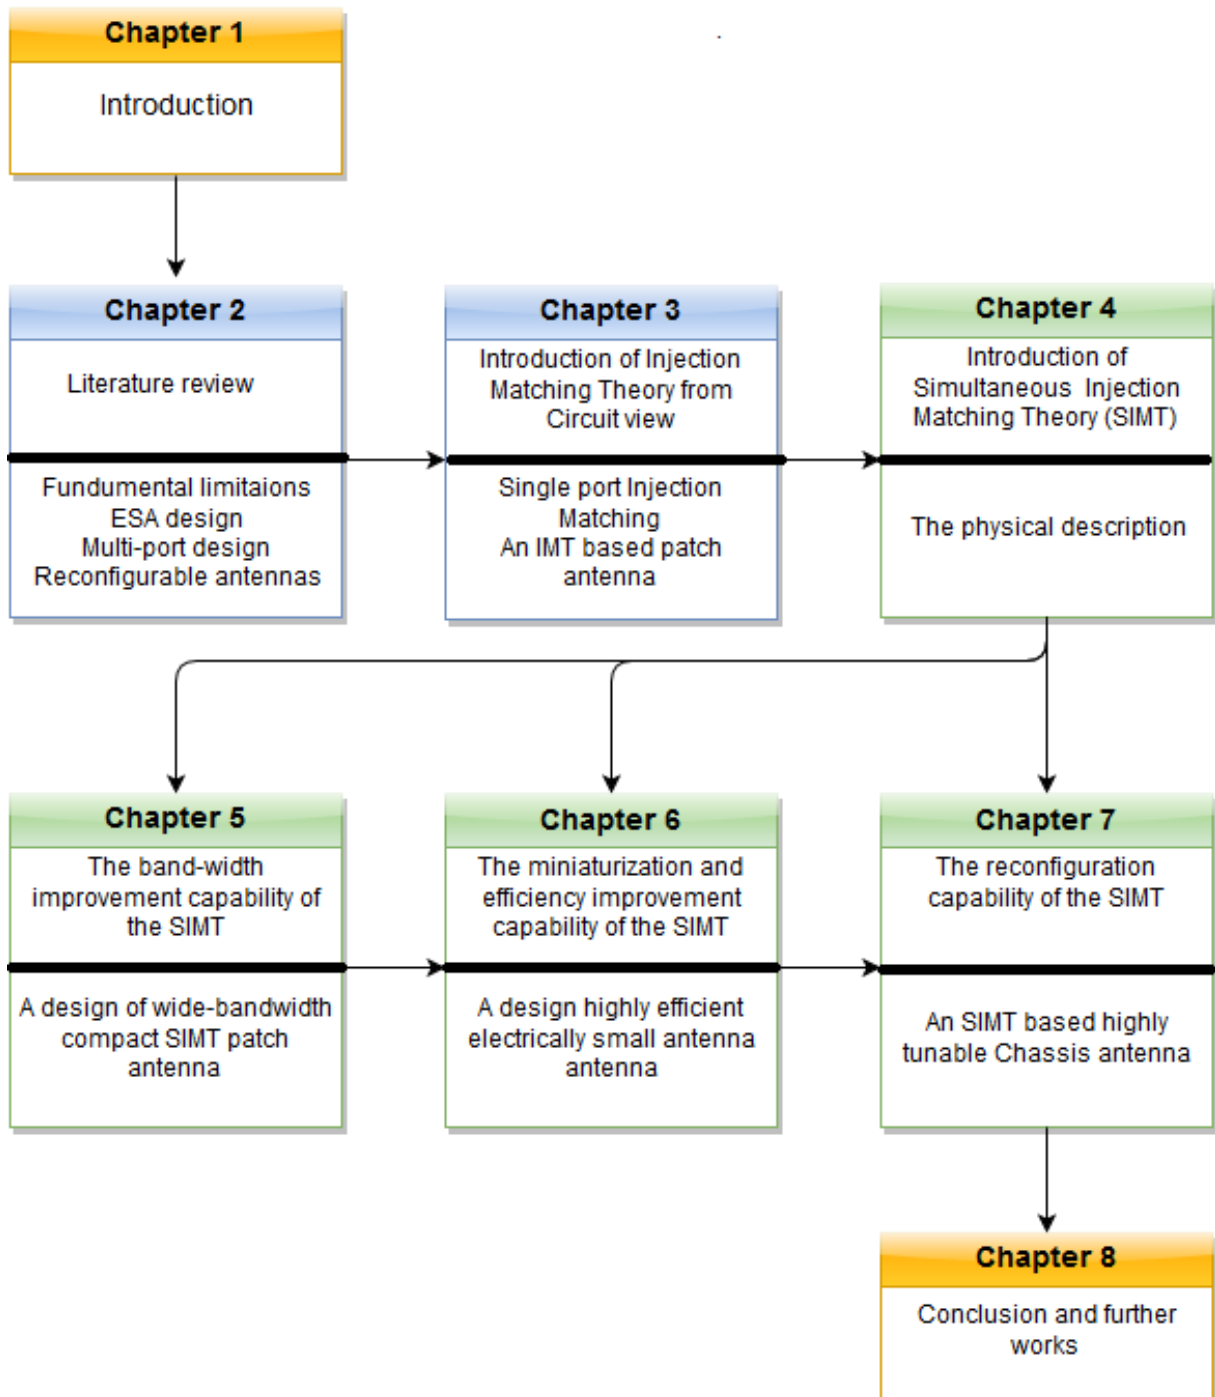 Chapter 1
Introduction
Chapter 2
Literature review
Fundumental limitaions
ESA design
Multi-port design
Reconfigurable antennas
Chapter 3
Introduction of Injection
Matching Theory from
Circuit view
Single port Injection
Matching
An IMT based patch
antenna
Chapter 4
Introduction of
Simultaneous Injection
Matching Theory (SIMT)
The physical description
Chapter 5
The band-width
improvement capability of
the SIMT
A design of wide-bandwidth
compact SIMT patch
antenna
Chapter 6
The miniaturization and
efficiency improvement
capability of the SIMT
A design highly efficient
electrically small antenna
antenna
Chapter 7
The reconfiguration
capability of the SIMT
An SIMT based highly
tunable Chassis antenna
Chapter 8
Conclusion and further
works